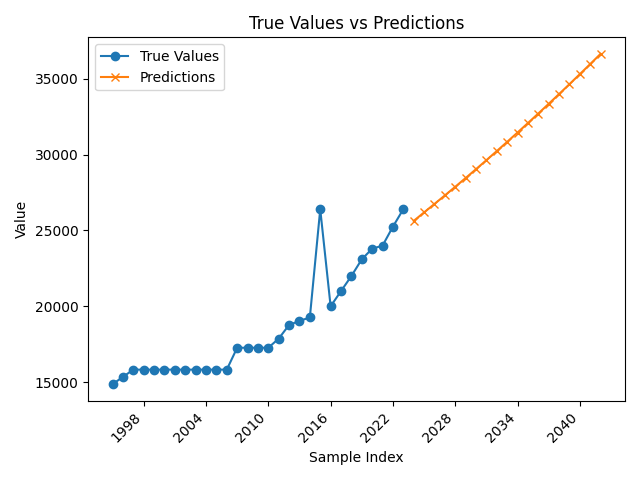 True Values vs Predictions
True Values
Predictions
35000
30000
25000
20000
15000
Value
1998
2004
2010
2016
2022
2028
2034
2040
Sample Index